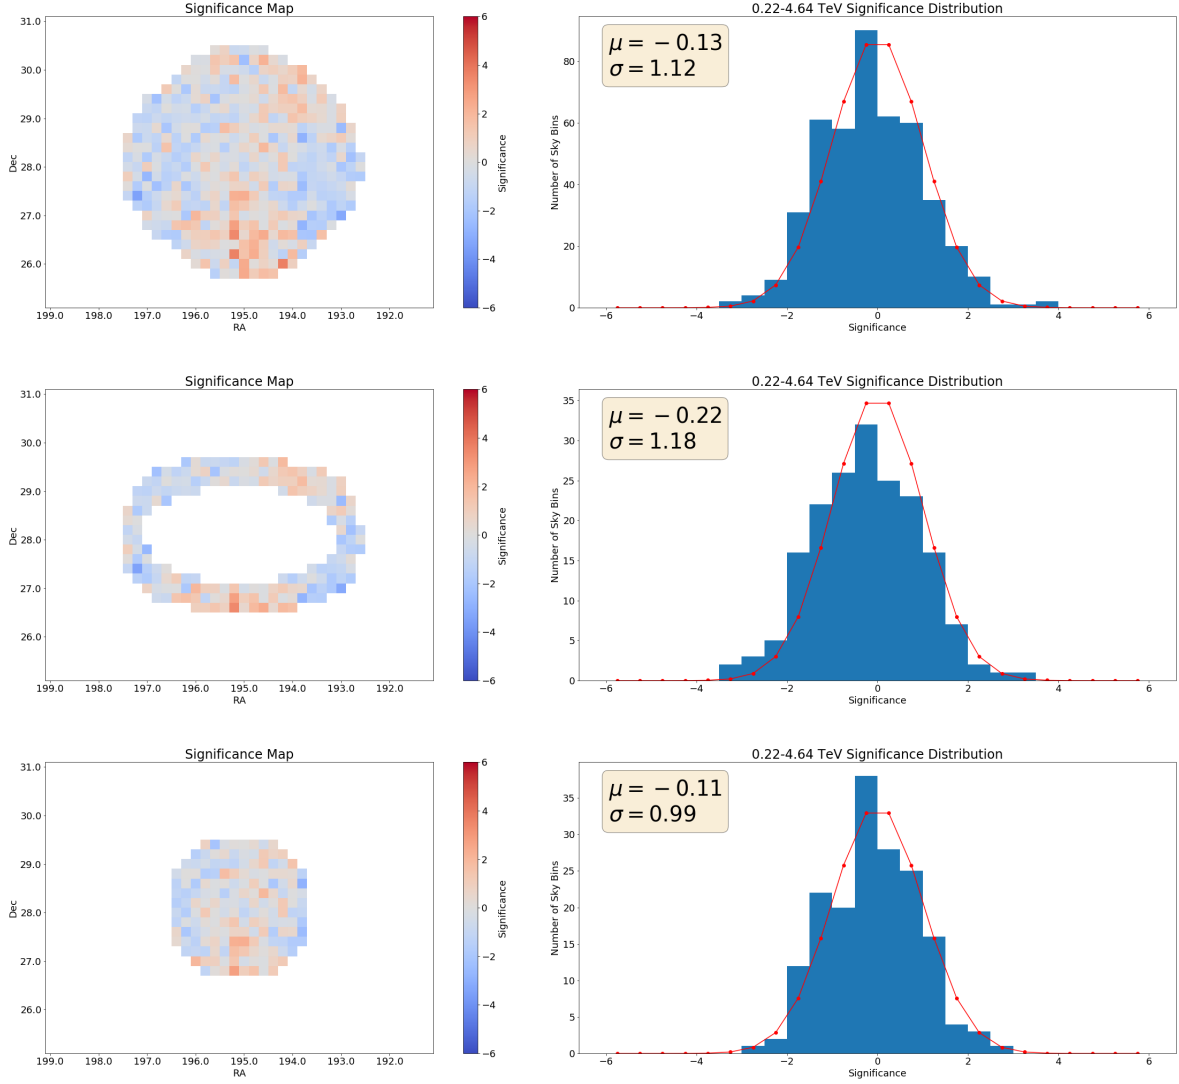 Significance Map
31.0
30.0
29.0
28.0
27.0
26.0
Dec
199.0 198.0 197.0 196.0 195.0 194.0 193.0 192.0
RA
6
4
2
0
−2
−4
−6
Significance
0.22-4.64 TeV Significance Distribution
μ = −0.13
σ = 1.12
80
60
40
20
0
Number of Sky Bins
−6 −4 −2 0 2 4 6
Significance
Significance Map
31.0
30.0
29.0
28.0
27.0
26.0
Dec
199.0 198.0 197.0 196.0 195.0 194.0 193.0 192.0
RA
6
4
2
0
−2
−4
−6
Significance
0.22-4.64 TeV Significance Distribution
μ = −0.22
σ = 1.18
35
30
25
20
15
10
5
0
Number of Sky Bins
−6 −4 −2 0 2 4 6
Significance
Significance Map
31.0
30.0
29.0
28.0
27.0
26.0
Dec
199.0 198.0 197.0 196.0 195.0 194.0 193.0 192.0
RA
6
4
2
0
−2
−4
−6
Significance
0.22-4.64 TeV Significance Distribution
μ = −0.11
σ = 0.99
35
30
25
20
15
10
5
0
Number of Sky Bins
−6 −4 −2 0 2 4 6
Significance